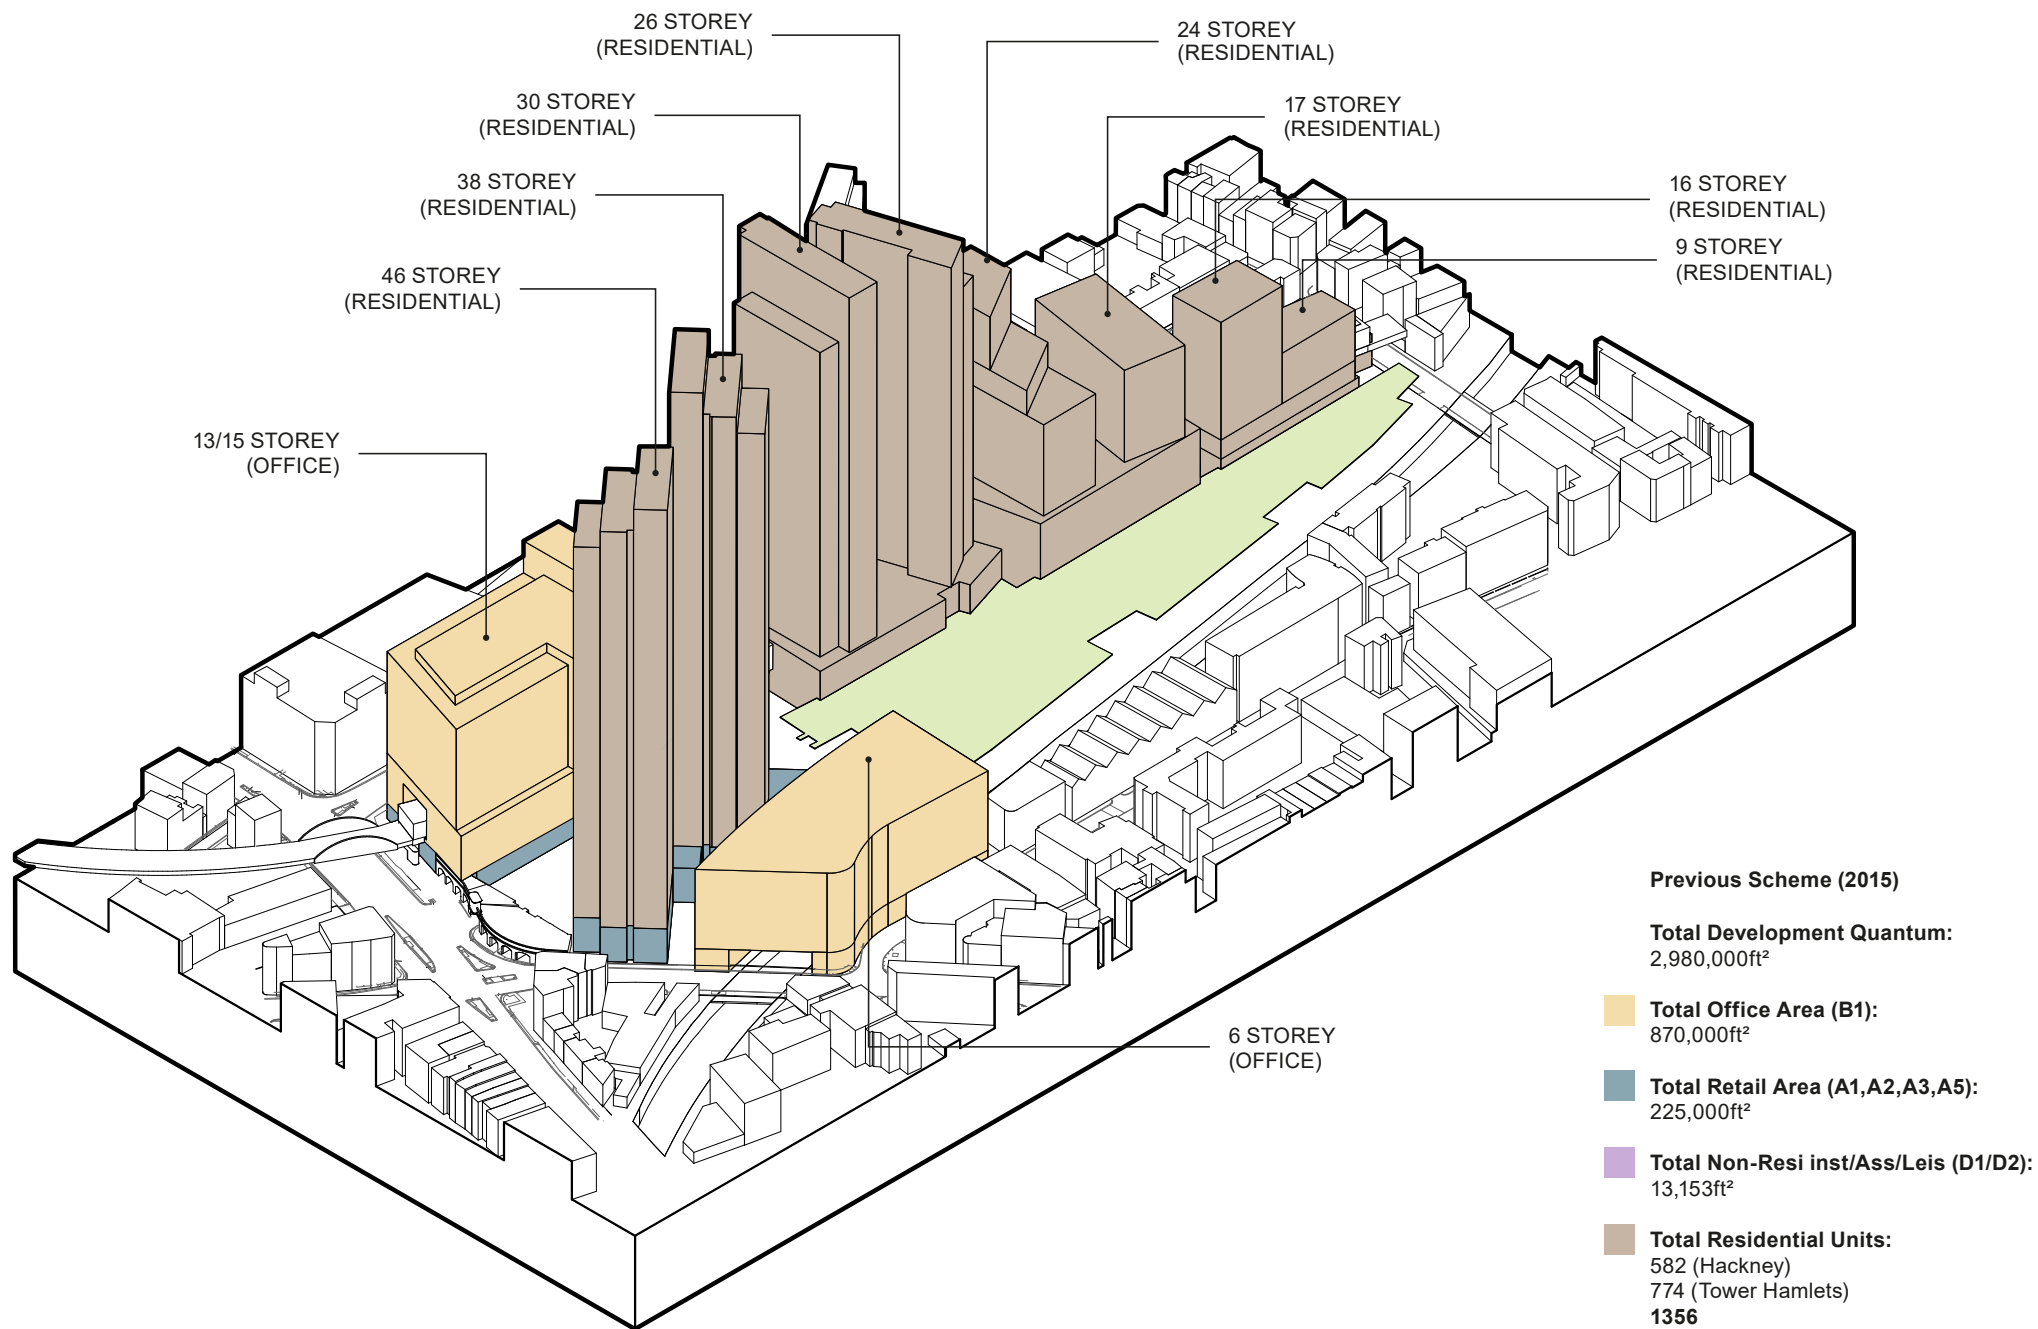 26 STOREY
(RESIDENTIAL)
24 STOREY
(RESIDENTIAL)
30 STOREY
(RESIDENTIAL)
17 STOREY
(RESIDENTIAL)
38 STOREY
(RESIDENTIAL)
16 STOREY
(RESIDENTIAL)
46 STOREY
(RESIDENTIAL)
9 STOREY
(RESIDENTIAL)
13/15 STOREY
(OFFICE)
6 STOREY
(OFFICE)
Previous Scheme (2015)
Total Development Quantum:
2,980,000ft²
Total Office Area (B1):
870,000ft²
Total Retail Area (A1,A2,A3,A5):
225,000ft²
Total Non-Resi inst/Ass/Leis (D1/D2):
13,153ft²
Total Residential Units:
582 (Hackney)
774 (Tower Hamlets)
1356